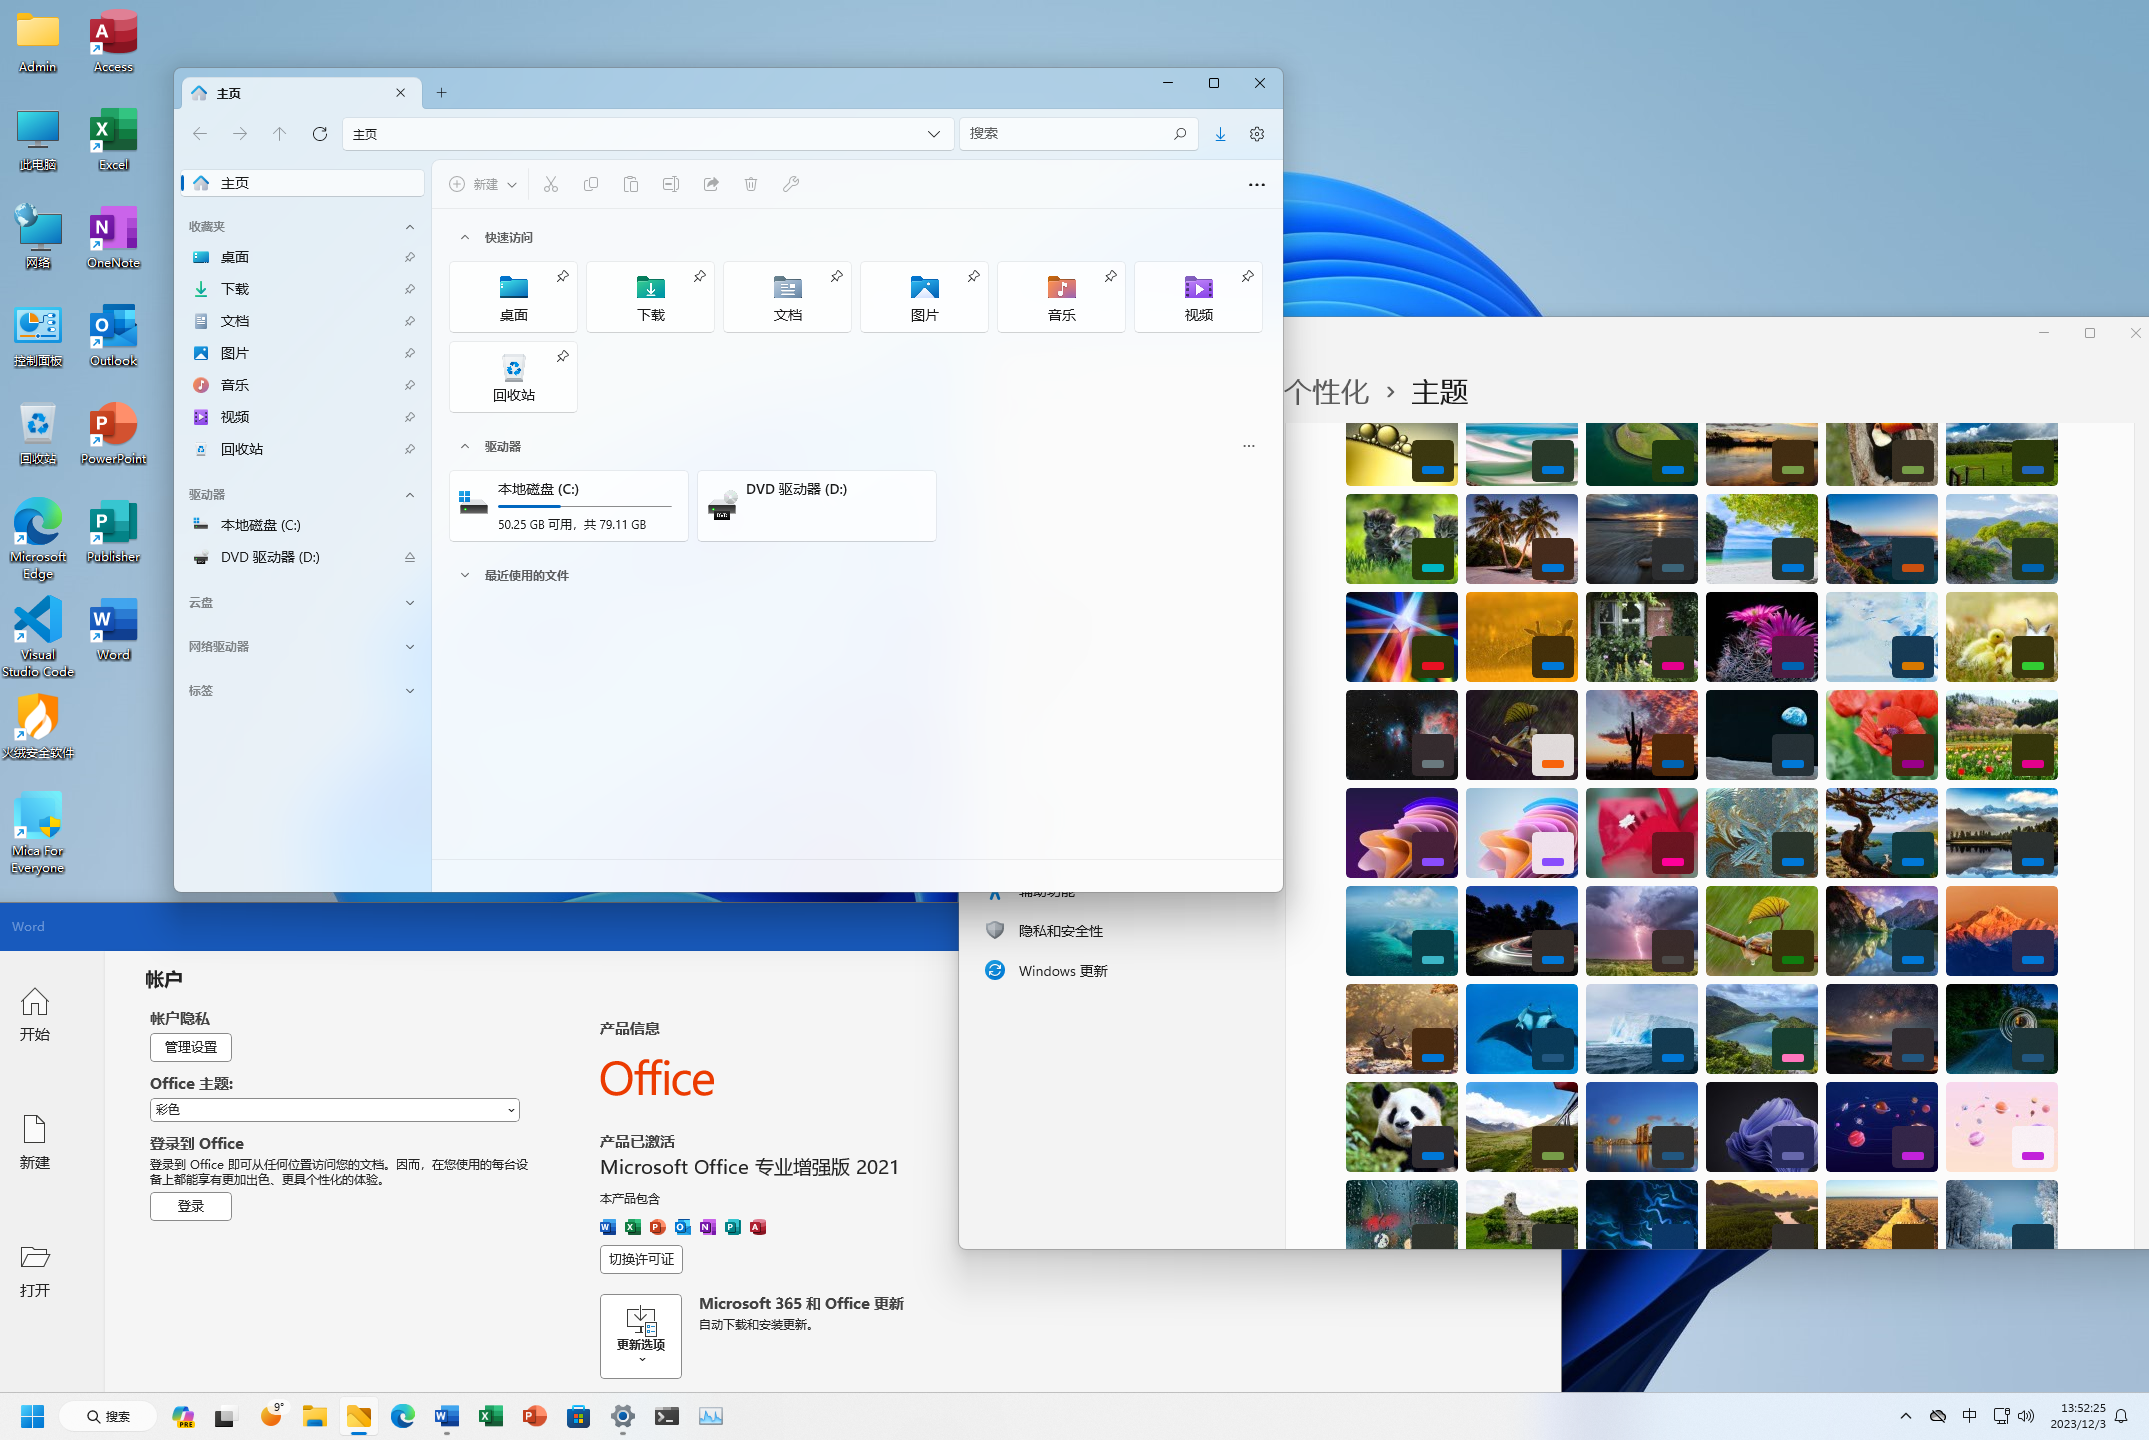 Admin
Access
此电脑
Excel
网络
OneNote
控制面板
Outlook
回收站
PowerPoint
Microsoft Edge
Publisher
Visual Studio Code
Word
火绒安全软件
Mica For Everyone
主页
主页
搜索
主页
收藏夹
桌面
下载
文档
图片
音乐
视频
回收站
驱动器
本地磁盘 (C:)
DVD 驱动器 (D:)
云盘
网络驱动器
标签
新建
快速访问
桌面
下载
文档
图片
音乐
视频
回收站
驱动器
本地磁盘 (C:)
50.25 GB 可用，共 79.11 GB
DVD 驱动器 (D:)
DVD
最近使用的文件
个性化 › 主题
辅助功能
隐私和安全性
Windows 更新
Word
开始
新建
打开
帐户
帐户隐私
管理设置
Office 主题:
彩色
登录到 Office
登录到 Office 即可从任何位置访问您的文档。因而，在您使用的每台设
备上都能享有更加出色、更具个性化的体验。
登录
产品信息
Office
产品已激活
Microsoft Office 专业增强版 2021
本产品包含
切换许可证
更新选项
Microsoft 365 和 Office 更新
自动下载和安装更新。
搜索
PRE
9°
中
13:52:25
2023/12/3